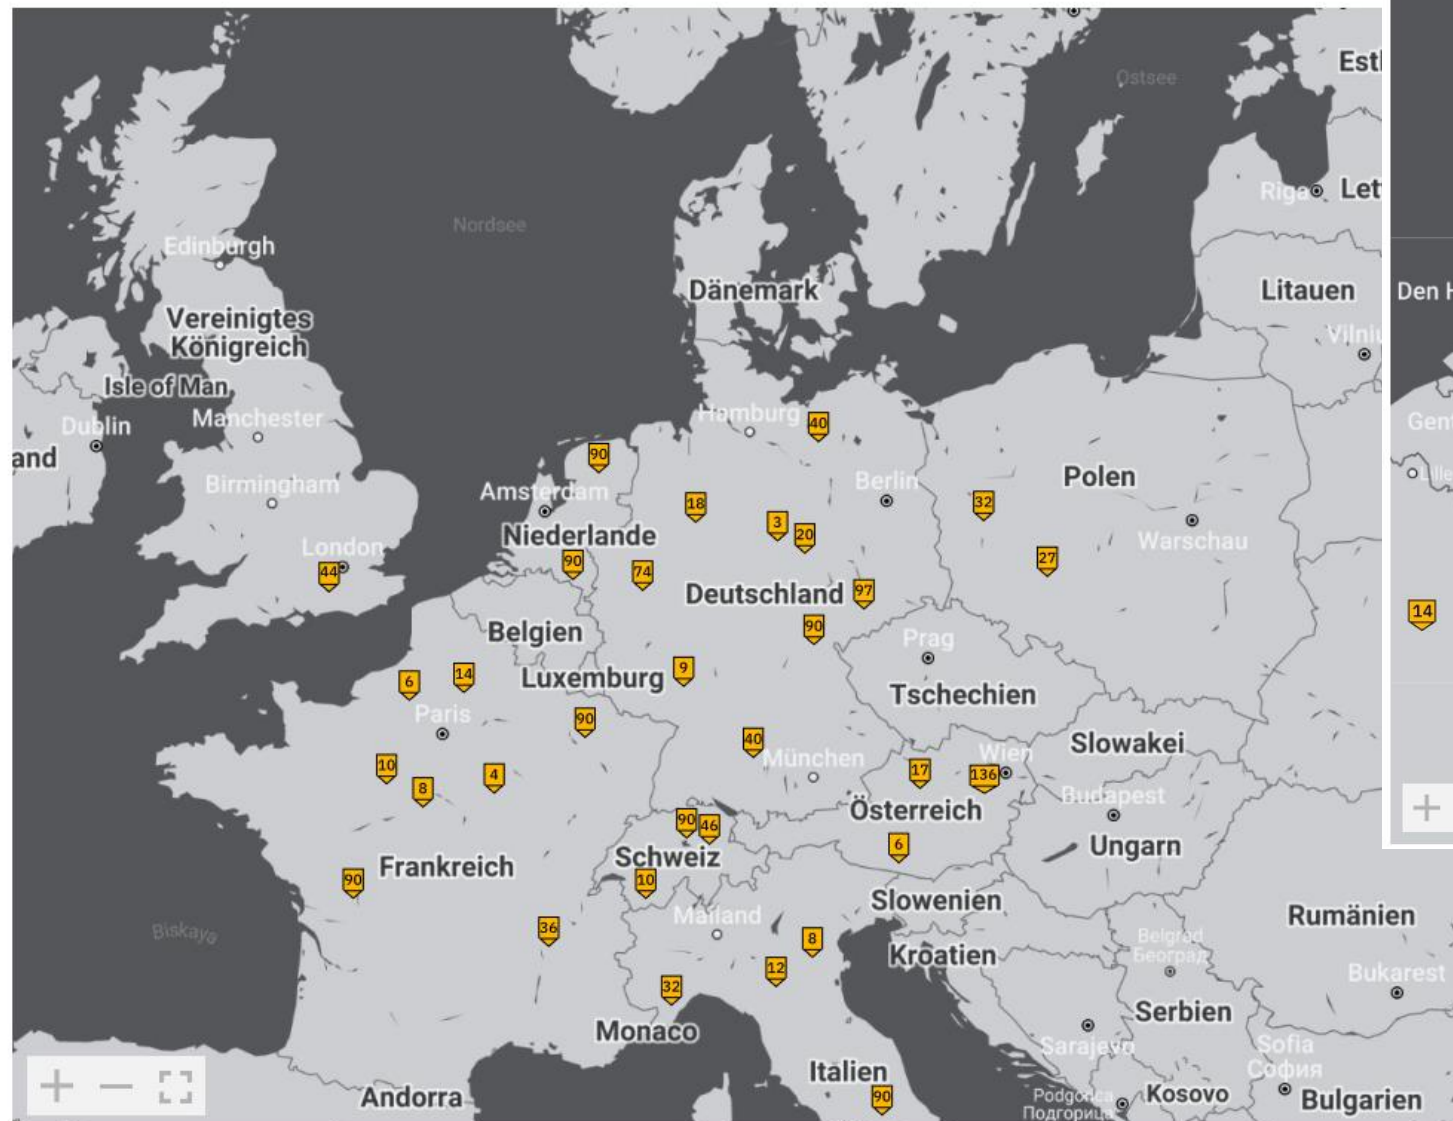 Ostsee
Estl
Riga
Let
Nordsee
Edinburgh
Dänemark
Litauen
Den H
Vereinigtes
Königreich
Vilniu
Isle of Man
Dublin
Manchester
Hamburg
40
Gen
and
90
Polen
Lille
Birmingham
Amsterdam
Berlin
18
32
3
20
Niederlande
Warschau
London
44
90
74
27
Deutschland
97
14
Belgien
90
Prag
6
14
Luxemburg
9
Tschechien
Paris
90
40
Slowakei
München
Wien
10
8
4
17
136
Budapest
Österreich
90
46
6
Ungarn
Schweiz
Frankreich
90
10
Slowenien
Mailand
Rumänien
Biskaya
36
8
Kroatien
Belgrad
Београд
12
32
Bukarest
Monaco
Serbien
Sarajevo
Sofia
София
Italien
90
Andorra
Podgorica
Подгорица
Kosovo
Bulgarien